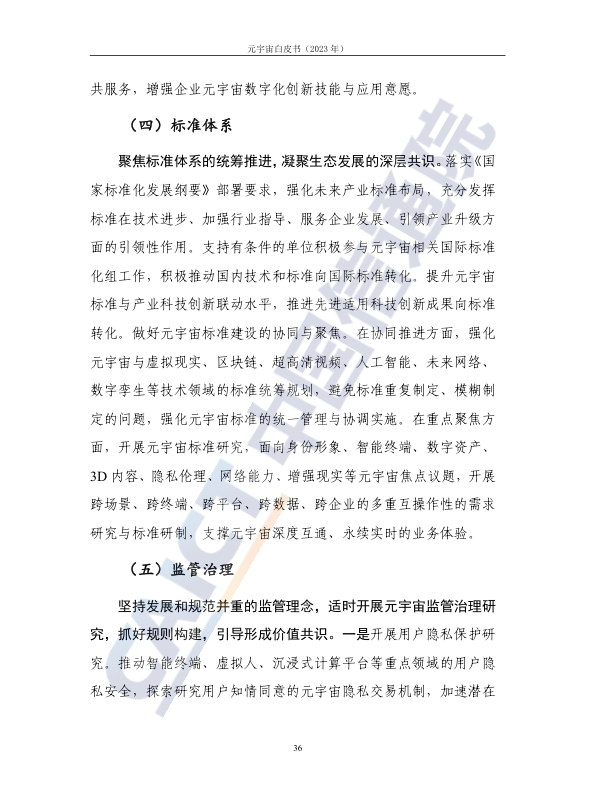 元宇宙白皮书（2023 年）
共服务，增强企业元宇宙数字化创新技能与应用意愿。
（四）标准体系
聚焦标准体系的统筹推进，凝聚生态发展的深层共识。落实《国
家标准化发展纲要》部署要求，强化未来产业标准布局，充分发挥
标准在技术进步、加强行业指导、服务企业发展、引领产业升级方
面的引领性作用。支持有条件的单位积极参与元宇宙相关国际标准
化组工作，积极推动国内技术和标准向国际标准转化。提升元宇宙
标准与产业科技创新联动水平，推进先进适用科技创新成果向标准
转化。做好元宇宙标准建设的协同与聚焦。在协同推进方面，强化
元宇宙与虚拟现实、区块链、超高清视频、人工智能、未来网络、
数字孪生等技术领域的标准统筹规划，避免标准重复制定、模糊制
定的问题，强化元宇宙标准的统一管理与协调实施。在重点聚焦方
面，开展元宇宙标准研究，面向身份形象、智能终端、数字资产、
3D 内容、隐私伦理、网络能力、增强现实等元宇宙焦点议题，开展
跨场景、跨终端、跨平台、跨数据、跨企业的多重互操作性的需求
研究与标准研制，支撑元宇宙深度互通、永续实时的业务体验。
（五）监管治理
坚持发展和规范并重的监管理念，适时开展元宇宙监管治理研
究，抓好规则构建，引导形成价值共识。一是开展用户隐私保护研
究。推动智能终端、虚拟人、沉浸式计算平台等重点领域的用户隐
私安全，探索研究用户知情同意的元宇宙隐私交易机制，加速潜在
36
CAICT 中国信通院